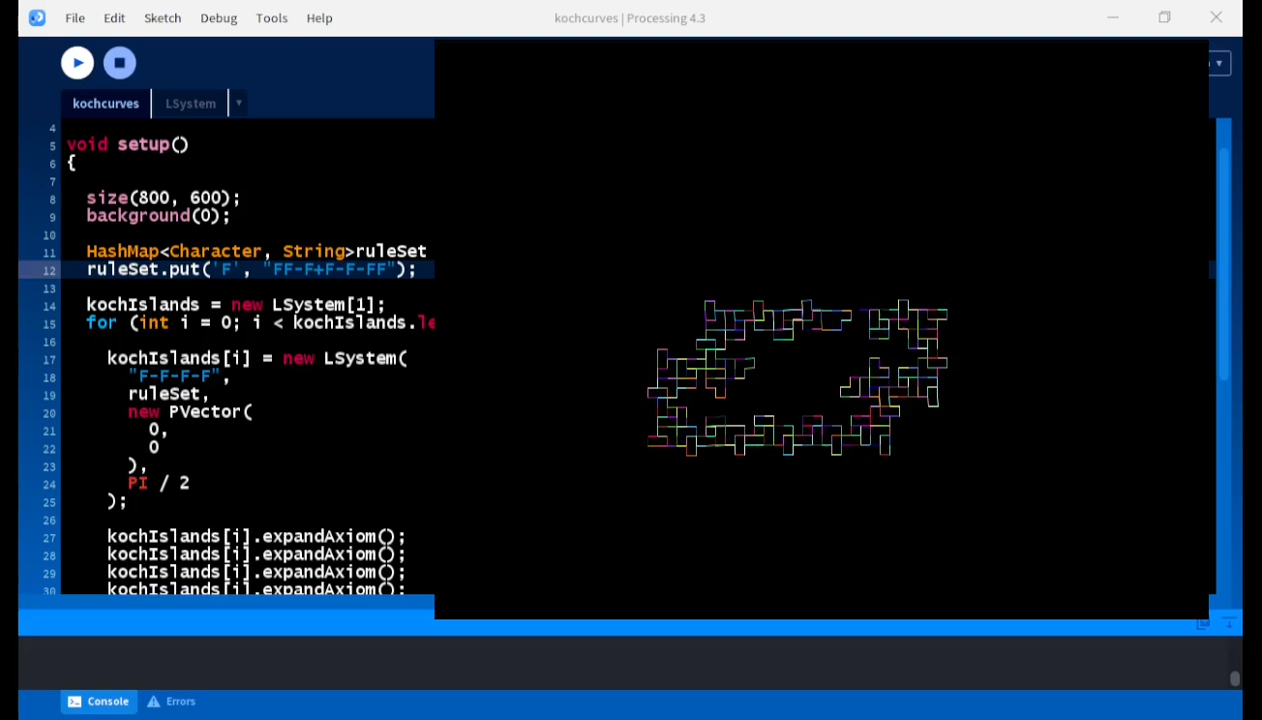 File Edit Sketch Debug Tools Help kochcurves | Processing 4.3
kochcurves LSystem
4
5 void setup()
6 {
7
8 size(800, 600);
9 background(0);
10
11 HashMap<Character, String>ruleSet
12 ruleSet.put('F', "FF-F+F-F-FF");
13
14 kochIslands = new LSystem[1];
15 for (int i = 0; i < kochIslands.le
16
17 kochIslands[i] = new LSystem(
18 "F-F-F-F",
19 ruleSet,
20 new PVector(
21 0,
22 0
23 ),
24 PI / 2
25 );
26
27 kochIslands[i].expandAxiom();
28 kochIslands[i].expandAxiom();
29 kochIslands[i].expandAxiom();
30 kochIslands[i].expandAxiom();
Console Errors